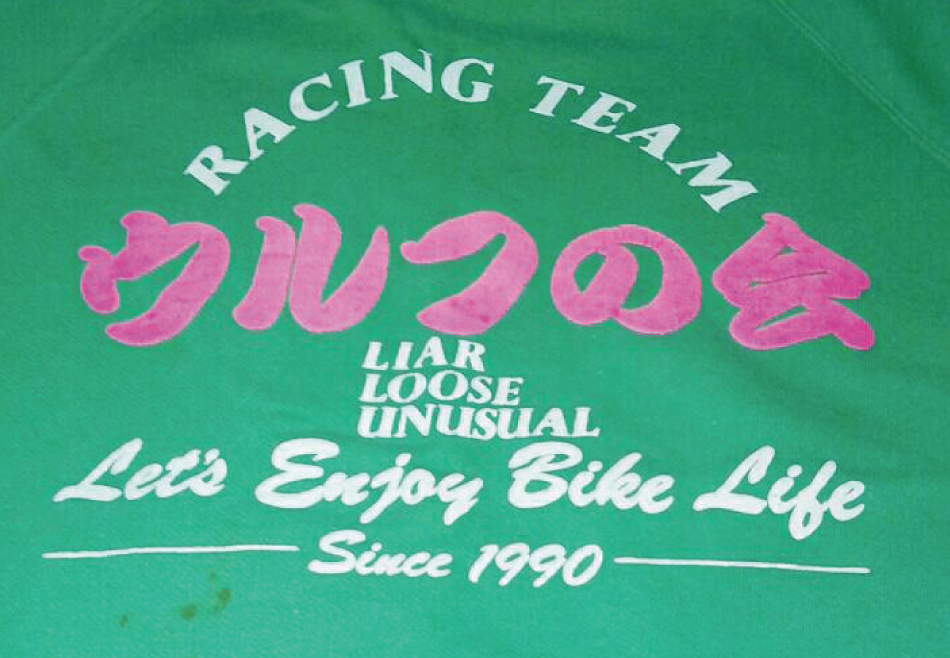 RACING TEAM
ウルフの会
LIAR
LOOSE
UNUSUAL
Let's Enjoy Bike Life
Since 1990